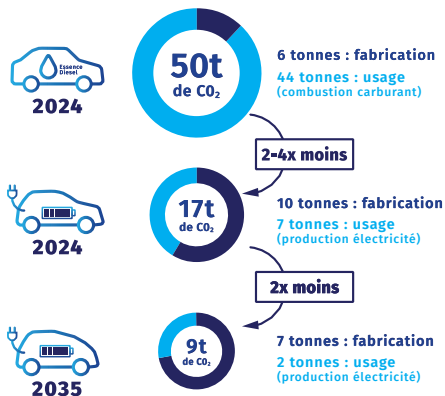 Essence
Diesel
2024
50t
de CO₂
6 tonnes : fabrication
44 tonnes : usage
(combustion carburant)
2-4x moins
2024
17t
de CO₂
10 tonnes : fabrication
7 tonnes : usage
(production électricité)
2x moins
2035
9t
de CO₂
7 tonnes : fabrication
2 tonnes : usage
(production électricité)